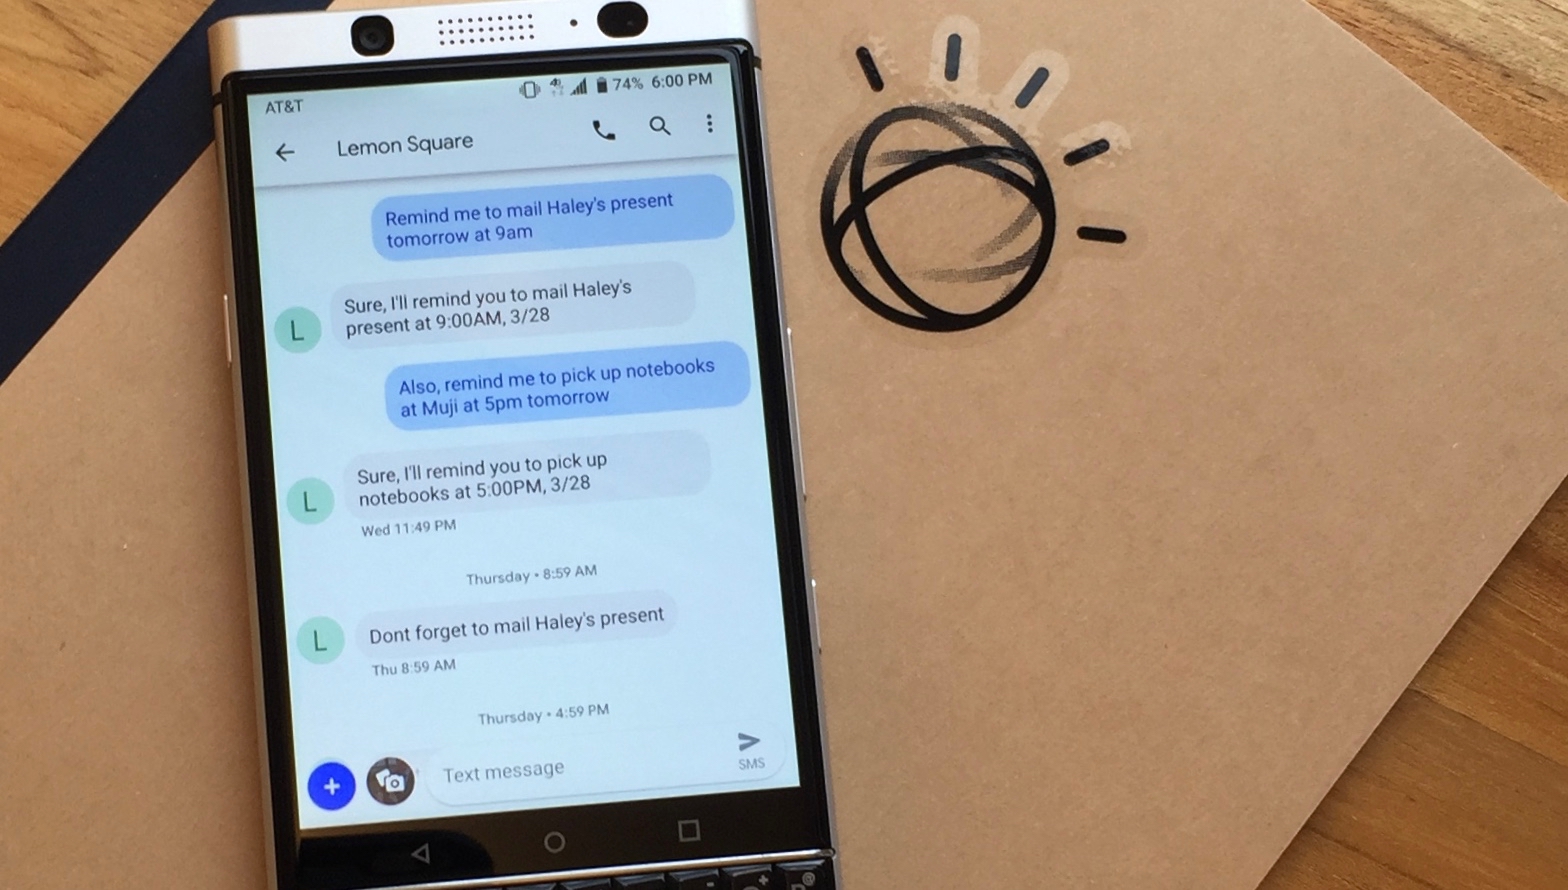 AT&T
74% 6:00 PM
Lemon Square
Remind me to mail Haley's present
tomorrow at 9am
Sure, I'll remind you to mail Haley's
present at 9:00AM, 3/28
L
Also, remind me to pick up notebooks
at Muji at 5pm tomorrow
Sure, I'll remind you to pick up
notebooks at 5:00PM, 3/28
L
Wed 11:49 PM
Thursday • 8:59 AM
Dont forget to mail Haley's present
L
Thu 8:59 AM
Thursday • 4:59 PM
Text message
SMS